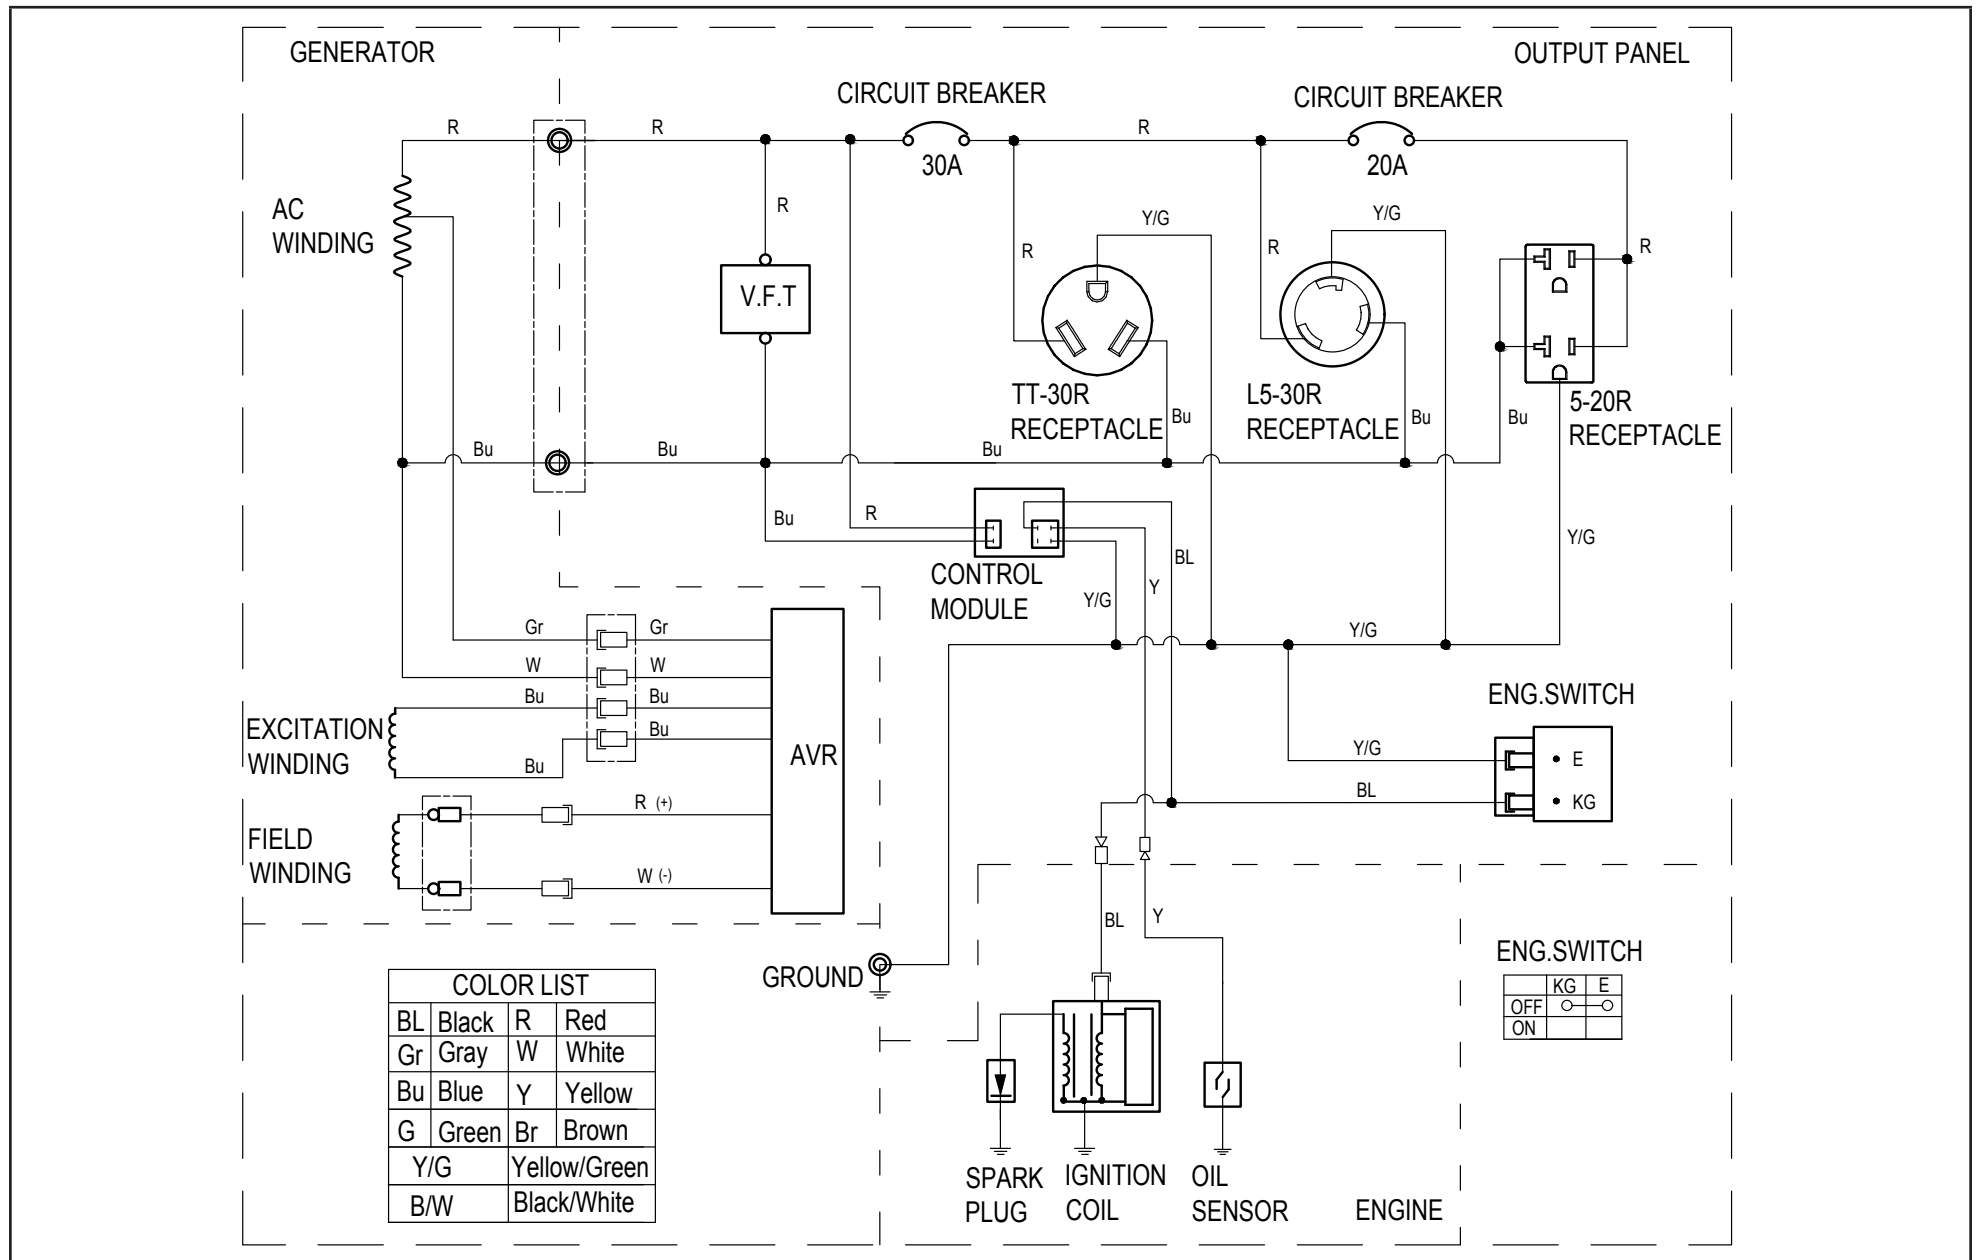 GENERATOR
OUTPUT PANEL
CIRCUIT BREAKER
CIRCUIT BREAKER
R
R
R
30A
20A
AC
WINDING
R
Y/G
Y/G
R
R
R
V.F.T
TT-30R
RECEPTACLE
L5-30R
RECEPTACLE
5-20R
RECEPTACLE
Bu
Bu
Bu
Bu
Bu
Bu
Bu
R
Y/G
CONTROL
MODULE
BL
Y
Y/G
Gr
Gr
Y/G
W
W
Bu
Bu
Bu
Bu
EXCITATION
WINDING
AVR
ENG.SWITCH
Y/G
E
BL
KG
R (+)
FIELD
WINDING
W (-)
BL
Y
GROUND
ENG.SWITCH
KG E
OFF
ON
COLOR LIST
BL Black R Red
Gr Gray W White
Bu Blue Y Yellow
G Green Br Brown
Y/G Yellow/Green
B/W Black/White
SPARK
PLUG
IGNITION
COIL
OIL
SENSOR
ENGINE